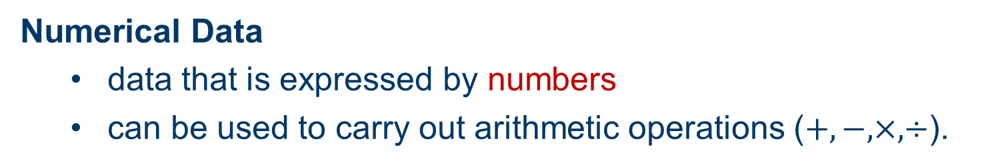 Numerical Data
• data that is expressed by numbers
• can be used to carry out arithmetic operations (+, −,×,÷).